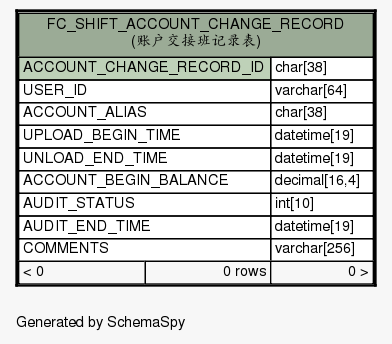 FC_SHIFT_ACCOUNT_CHANGE_RECORD
(账户交接班记录表)
ACCOUNT_CHANGE_RECORD_ID char[38]
USER_ID varchar[64]
ACCOUNT_ALIAS char[38]
UPLOAD_BEGIN_TIME datetime[19]
UNLOAD_END_TIME datetime[19]
ACCOUNT_BEGIN_BALANCE decimal[16,4]
AUDIT_STATUS int[10]
AUDIT_END_TIME datetime[19]
COMMENTS varchar[256]
< 0 0 rows 0 >
Generated by SchemaSpy